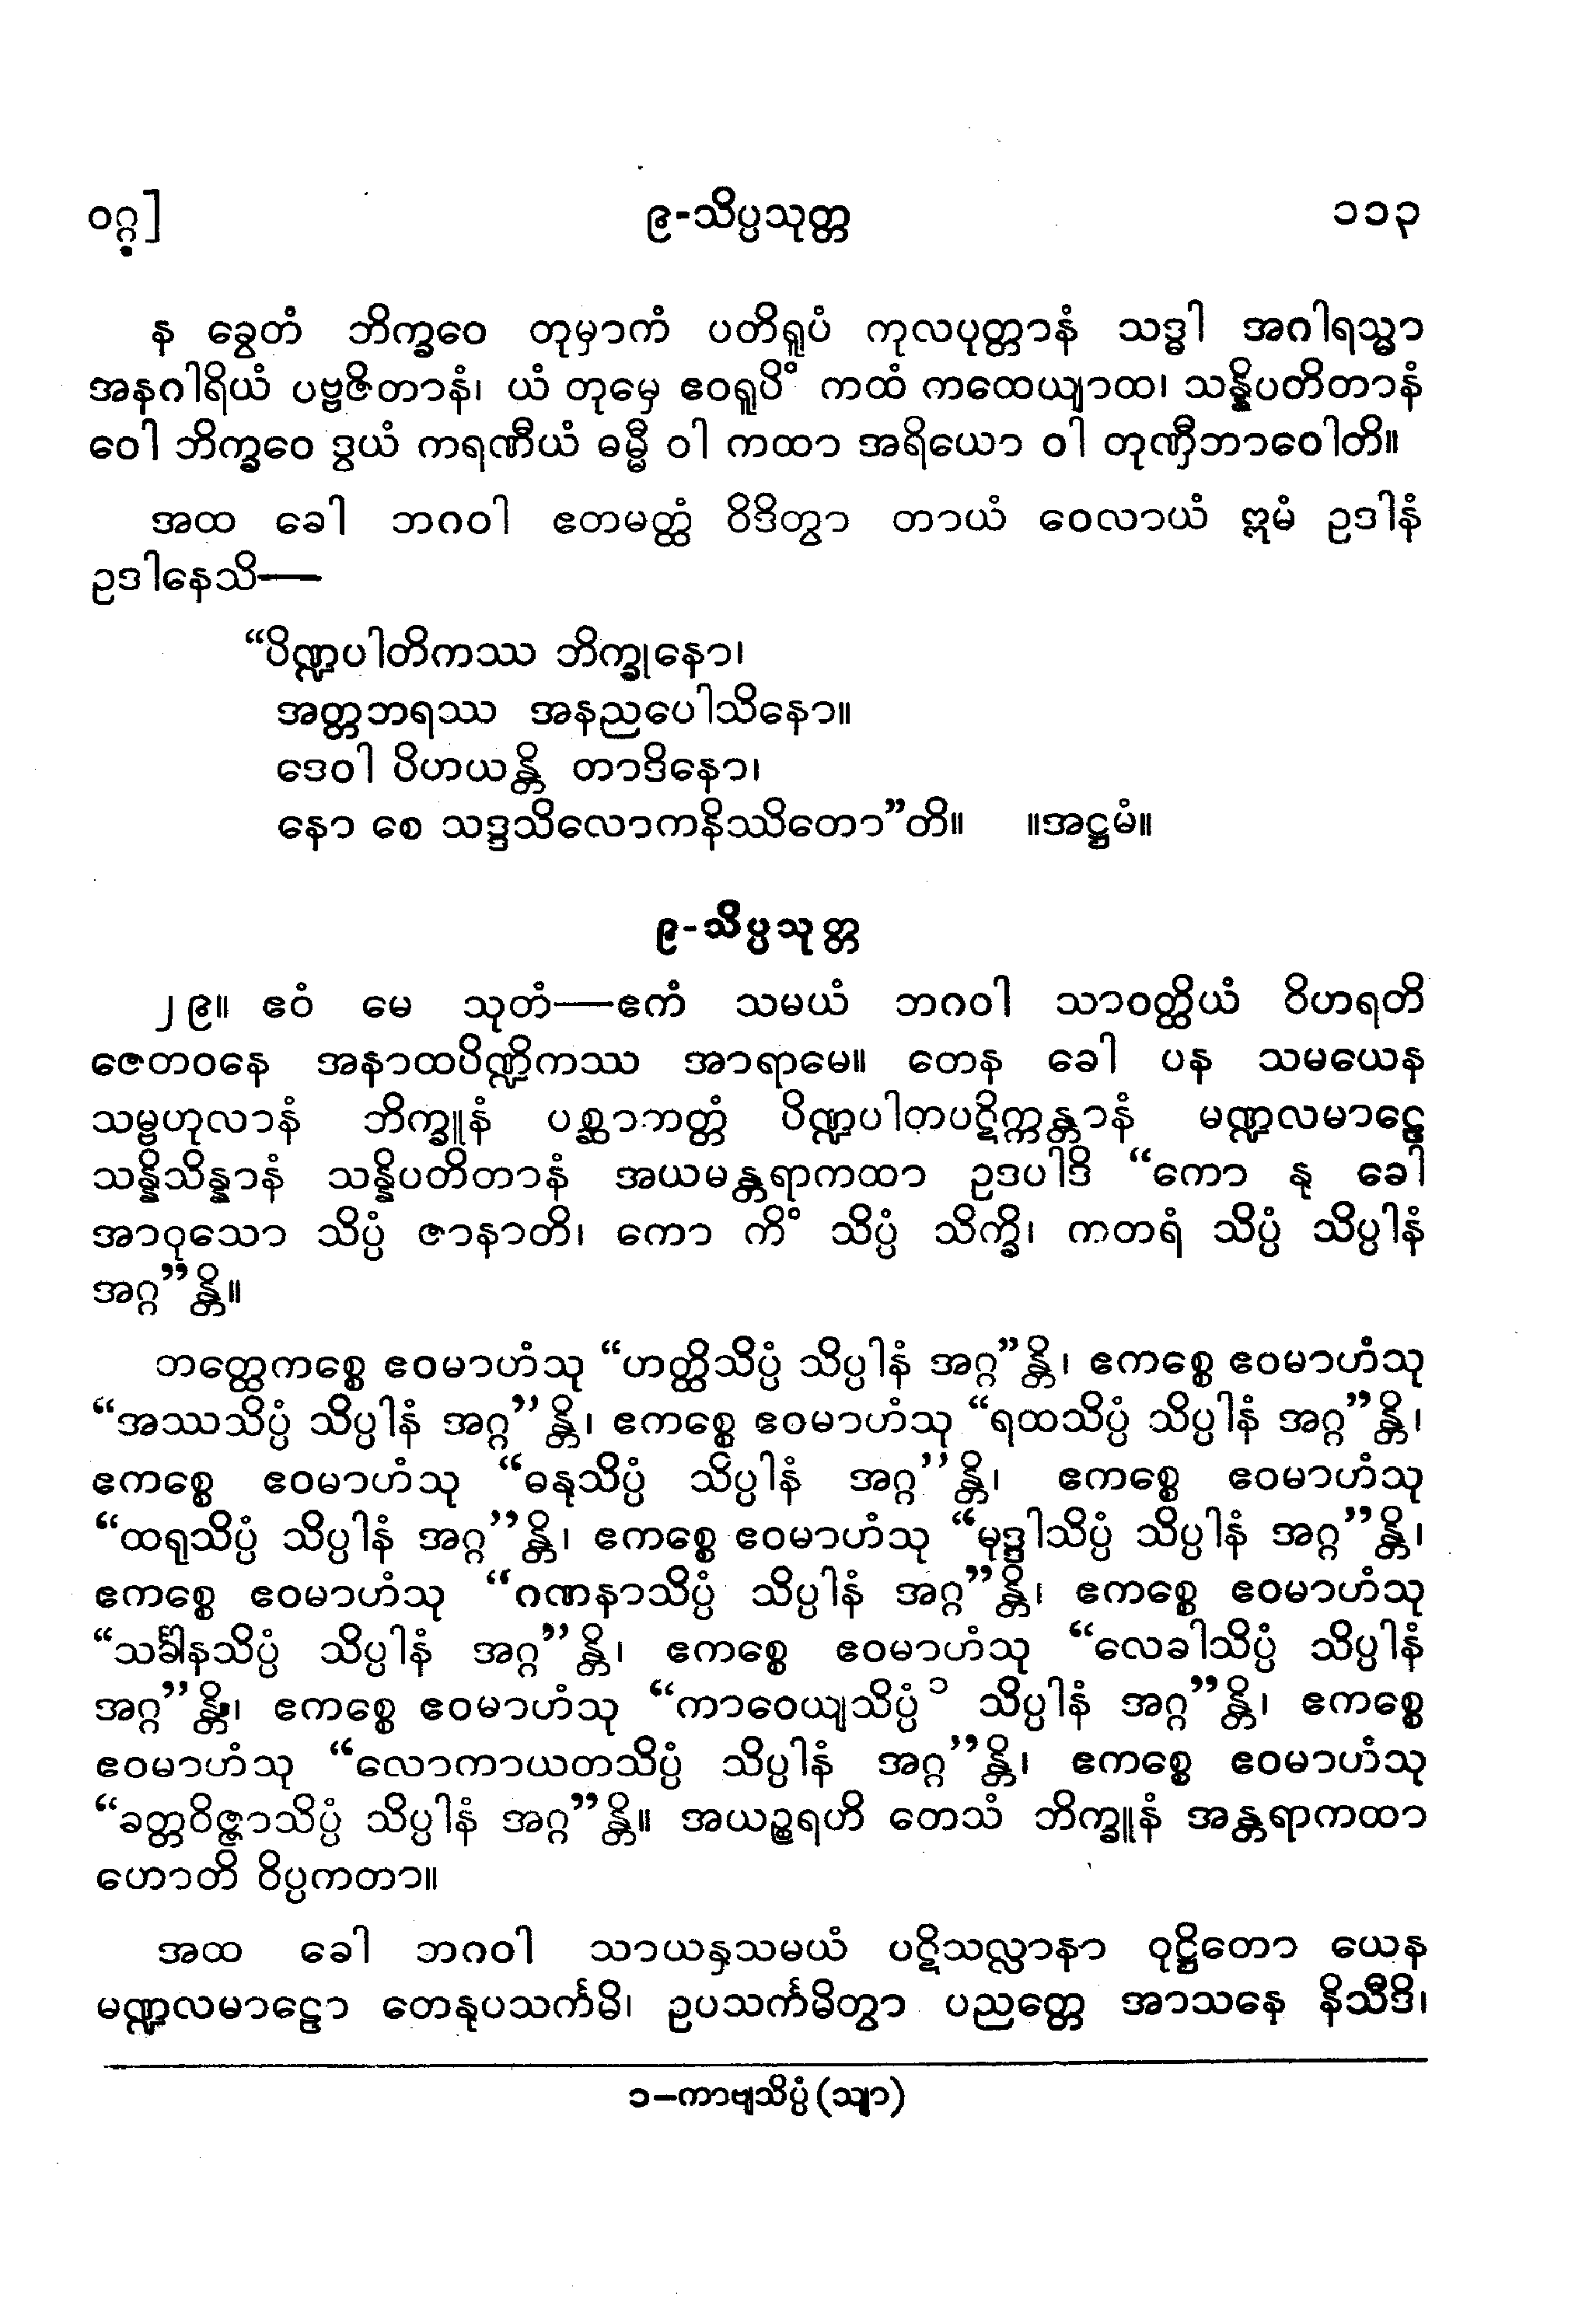 ဝဂ္ဂ] ၉-သိပ္ပသုတ္တ ၁၁၃
န ခွေတံ ဘိက္ခဝေ တုမှာကံ ပတိရူပံ ကုလပုတ္တာနံ သဒ္ဓါ အဂါရသ္မာ
အနဂါရိယံ ပဗ္ဗဇိတာနံ၊ ယံ တုမှေ ဧဝရူပိံ ကထံ ကထေယျာထ၊ သန္နိပတိတာနံ
ဝေါ ဘိက္ခဝေ ဒွယံ ကရဏီယံ ဓမ္မီ ဝါ ကထာ အရိယော ဝါ တုဏှီဘာဝေါတိ။
အထ ခေါ ဘဂဝါ ဧတမတ္ထံ ဝိဒိတွာ တာယံ ဝေလာယံ ဣမံ ဥဒါနံ
ဥဒါနေသိ—
“ပိဏ္ဍပါတိကဿ ဘိက္ခုနော၊
အတ္တဘရဿ အနညပေါသိနော။
ဒေဝါ ပိဟယန္တိ တာဒိနော၊
နော စေ သဒ္ဒသိလောကနိဿိတော”တိ။ ။အဋ္ဌမံ။
၉-သိပ္ပသုတ္တ
၂၉။ ဧဝံ မေ သုတံ—ဧကံ သမယံ ဘဂဝါ သာဝတ္ထိယံ ဝိဟရတိ
ဇေတဝနေ အနာထပိဏ္ဍိကဿ အာရာမေ။ တေန ခေါ ပန သမယေန
သမ္ဗဟုလာနံ ဘိက္ခူနံ ပစ္ဆာဘတ္တံ ပိဏ္ဍပါတပဋိက္ကန္တာနံ မဏ္ဍလမာဠေ
သန္နိသိန္နာနံ သန္နိပတိတာနံ အယမန္တရာကထာ ဥဒပါဒိ “ကော နု ခေါ
အာဝုသော သိပ္ပံ ဇာနာတိ၊ ကော ကိံ သိပ္ပံ သိက္ခိ၊ ကတရံ သိပ္ပံ သိပ္ပါနံ
အဂ္ဂ”န္တိ။
ဘတ္ထေကစ္စေ ဧဝမာဟံသု “ဟတ္ထိသိပ္ပံ သိပ္ပါနံ အဂ္ဂ”န္တိ၊ ဧကစ္စေ ဧဝမာဟံသု
“အဿသိပ္ပံ သိပ္ပါနံ အဂ္ဂ”န္တိ၊ ဧကစ္စေ ဧဝမာဟံသု “ရထသိပ္ပံ သိပ္ပါနံ အဂ္ဂ”န္တိ၊
ဧကစ္စေ ဧဝမာဟံသု “ဓနုသိပ္ပံ သိပ္ပါနံ အဂ္ဂ”န္တိ၊ ဧကစ္စေ ဧဝမာဟံသု
“ထရုသိပ္ပံ သိပ္ပါနံ အဂ္ဂ”န္တိ၊ ဧကစ္စေ ဧဝမာဟံသု “မုဒ္ဒါသိပ္ပံ သိပ္ပါနံ အဂ္ဂ”န္တိ၊
ဧကစ္စေ ဧဝမာဟံသု “ဂဏနာသိပ္ပံ သိပ္ပါနံ အဂ္ဂ”န္တိ၊ ဧကစ္စေ ဧဝမာဟံသု
“သင်္ခါနသိပ္ပံ သိပ္ပါနံ အဂ္ဂ”န္တိ၊ ဧကစ္စေ ဧဝမာဟံသု “လေခါသိပ္ပံ သိပ္ပါနံ
အဂ္ဂ”န္တိ၊ ဧကစ္စေ ဧဝမာဟံသု “ကာဝေယျသိပ္ပံ ၁ သိပ္ပါနံ အဂ္ဂ”န္တိ၊ ဧကစ္စေ
ဧဝမာဟံသု “လောကာယတသိပ္ပံ သိပ္ပါနံ အဂ္ဂ”န္တိ၊ ဧကစ္စေ ဧဝမာဟံသု
“ခတ္တဝိဇ္ဇာသိပ္ပံ သိပ္ပါနံ အဂ္ဂ”န္တိ။ အယဉ္စရဟိ တေသံ ဘိက္ခူနံ အန္တရာကထာ
ဟောတိ ဝိပ္ပကတာ။
အထ ခေါ ဘဂဝါ သာယနှသမယံ ပဋိသလ္လာနာ ဝုဋ္ဌိတော ယေန
မဏ္ဍလမာဠော တေနုပသင်္ကမိ၊ ဥပသင်္ကမိတွာ ပညတ္တေ အာသနေ နိသီဒိ၊
၁–ကာဗျသိပ္ပံ (သျာ)